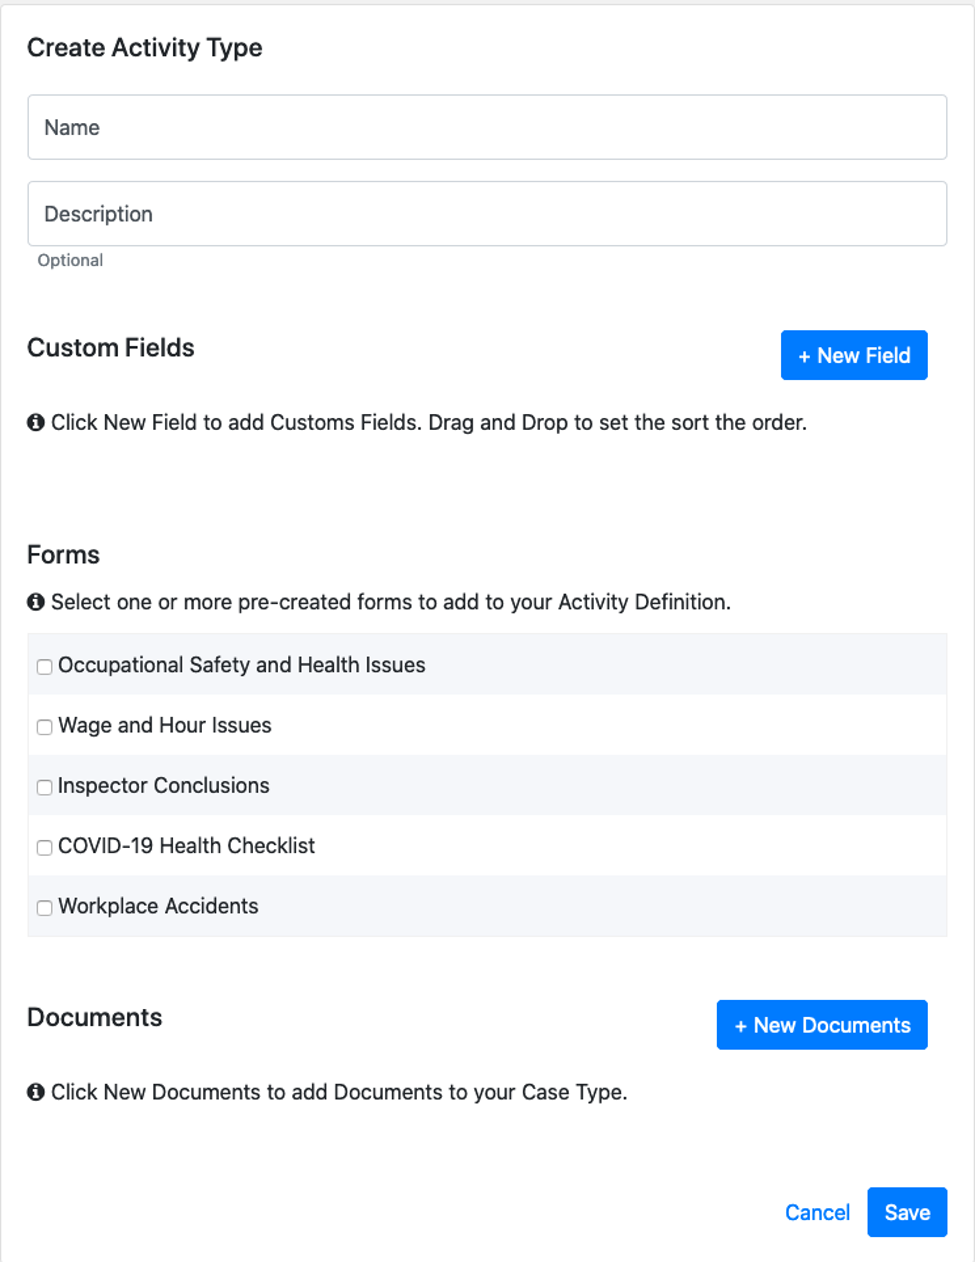 Create Activity Type
Name
Description
Optional
Custom Fields
+ New Field
Click New Field to add Customs Fields. Drag and Drop to set the sort the order.
Forms
Select one or more pre-created forms to add to your Activity Definition.
Occupational Safety and Health Issues
Wage and Hour Issues
Inspector Conclusions
COVID-19 Health Checklist
Workplace Accidents
Documents
+ New Documents
Click New Documents to add Documents to your Case Type.
Cancel Save